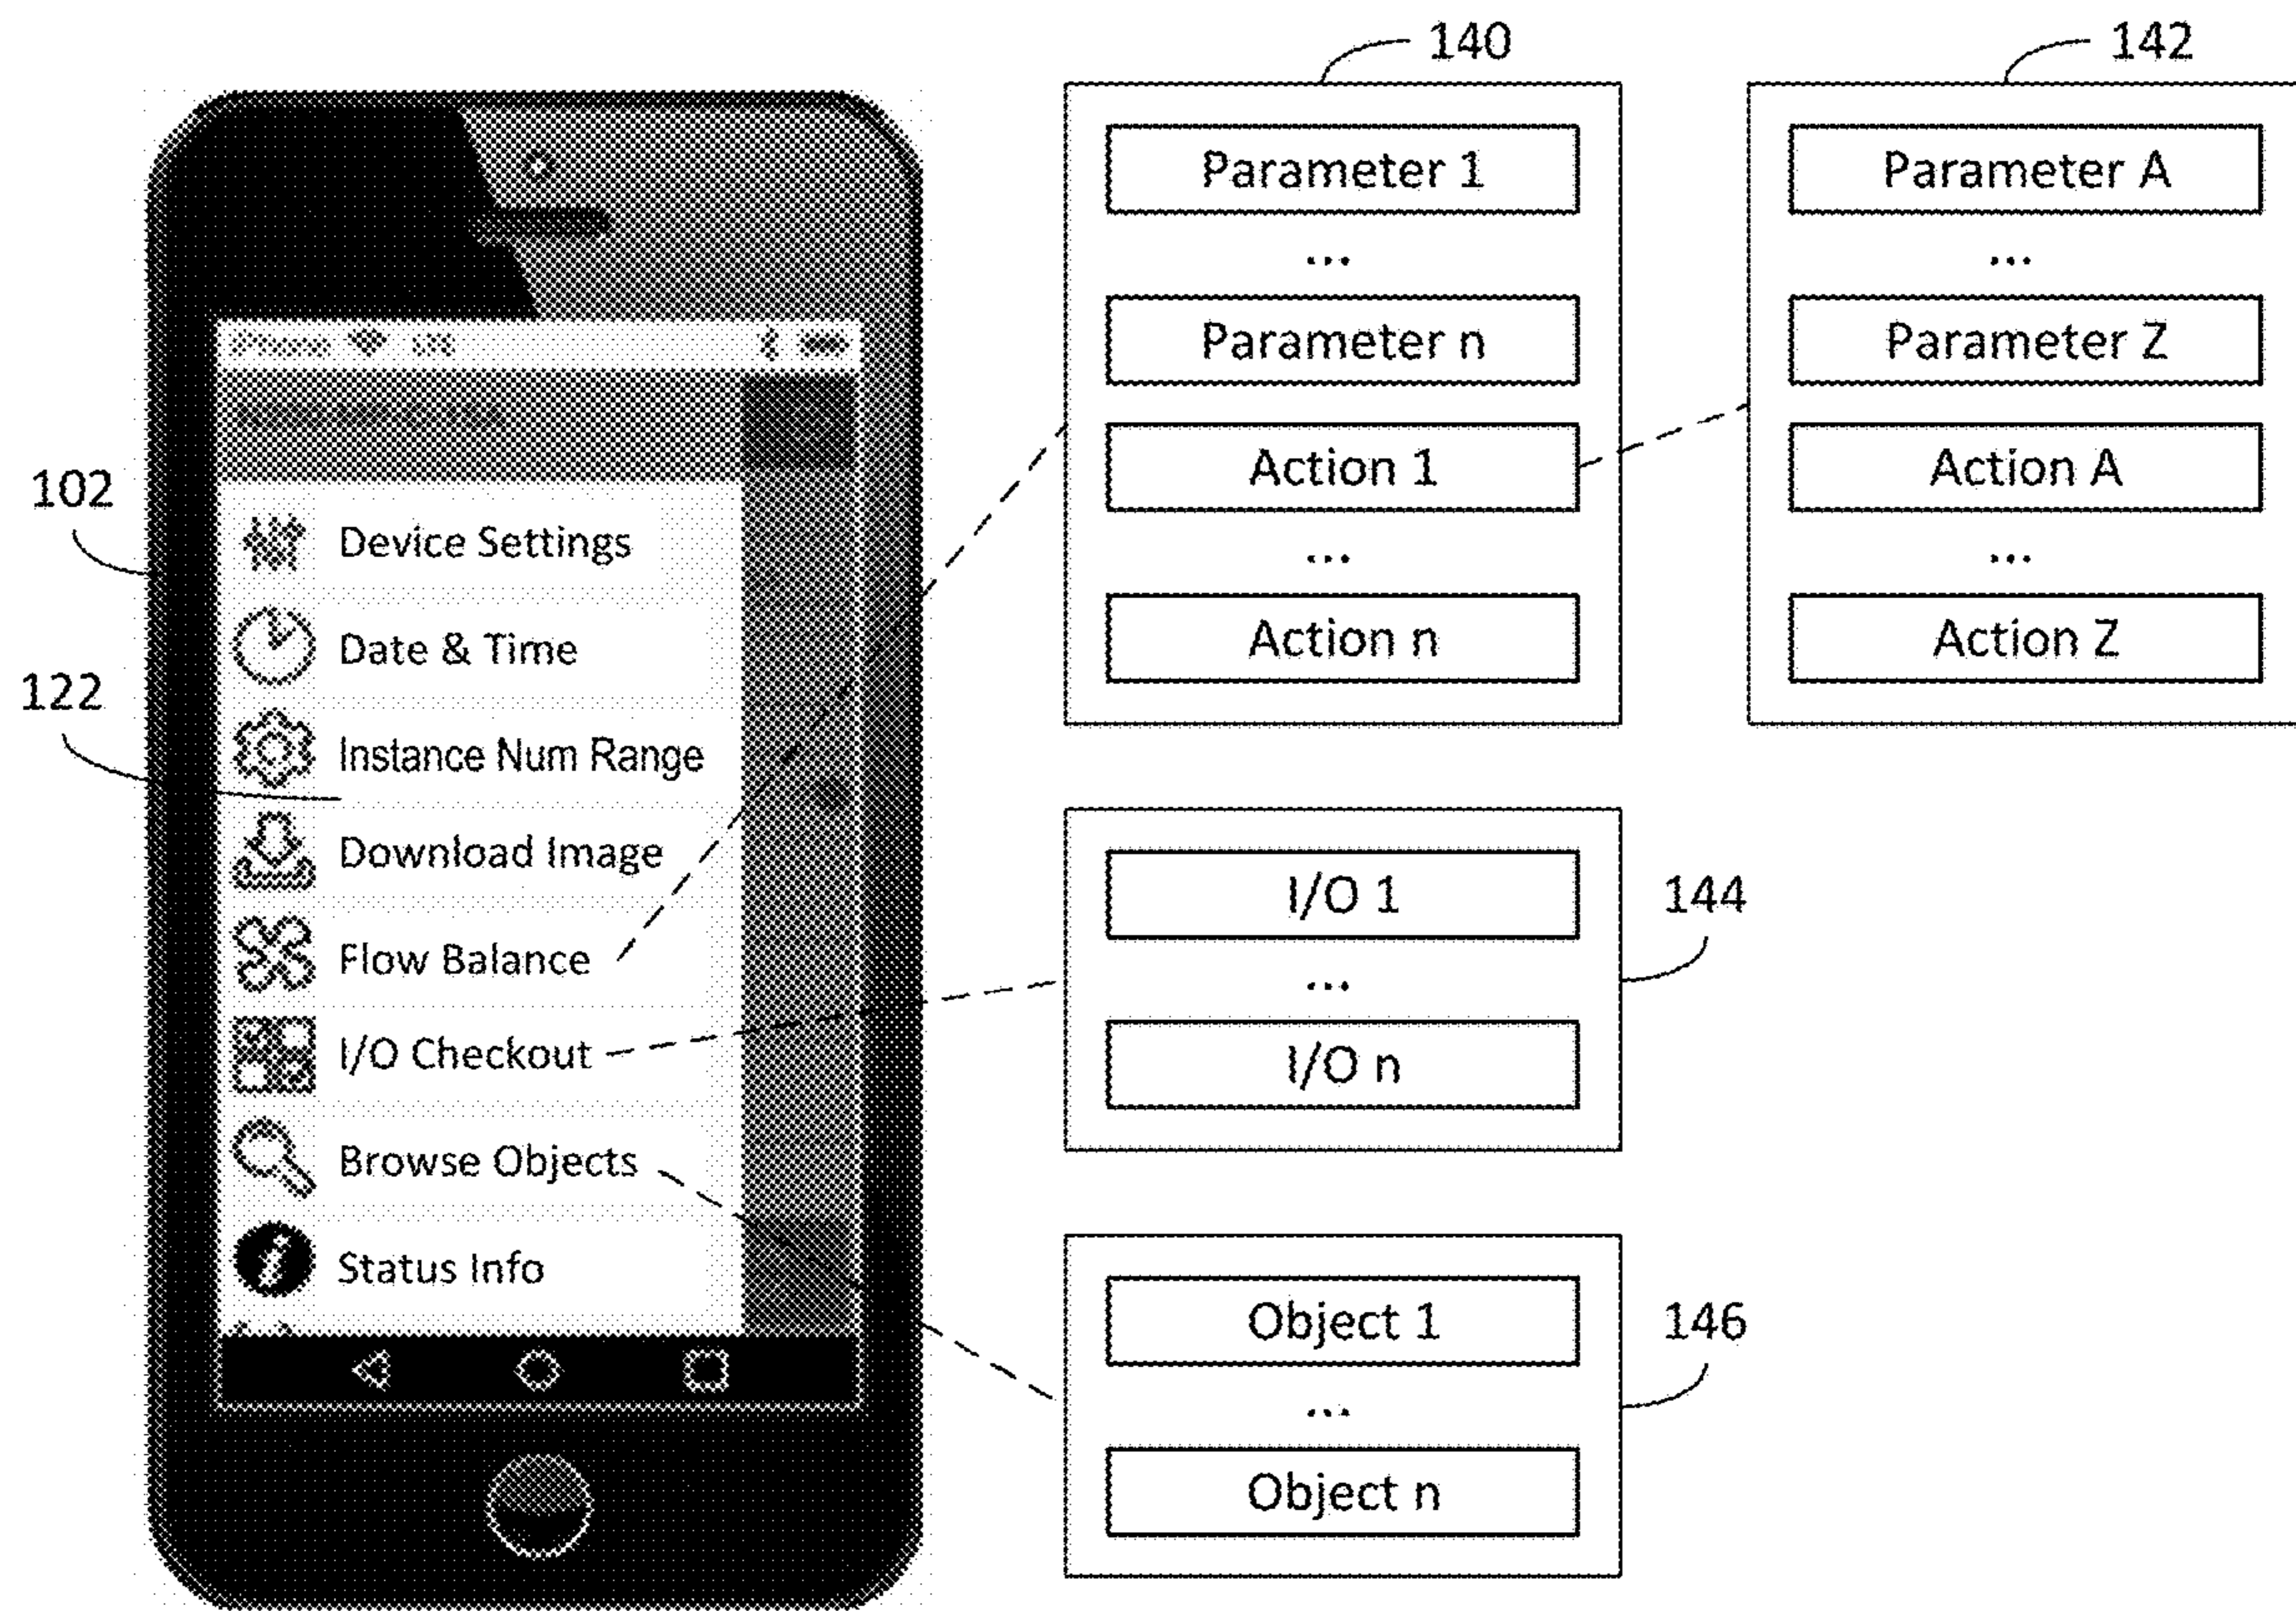 140
142
Parameter 1
...
Parameter n
Action 1
...
Action n
Parameter A
...
Parameter Z
Action A
...
Action Z
102
122
Device Settings
Date & Time
Instance Num Range
Download Image
Flow Balance
I/O Checkout
Browse Objects
Status Info
I/O 1
...
I/O n
144
Object 1
...
Object n
146